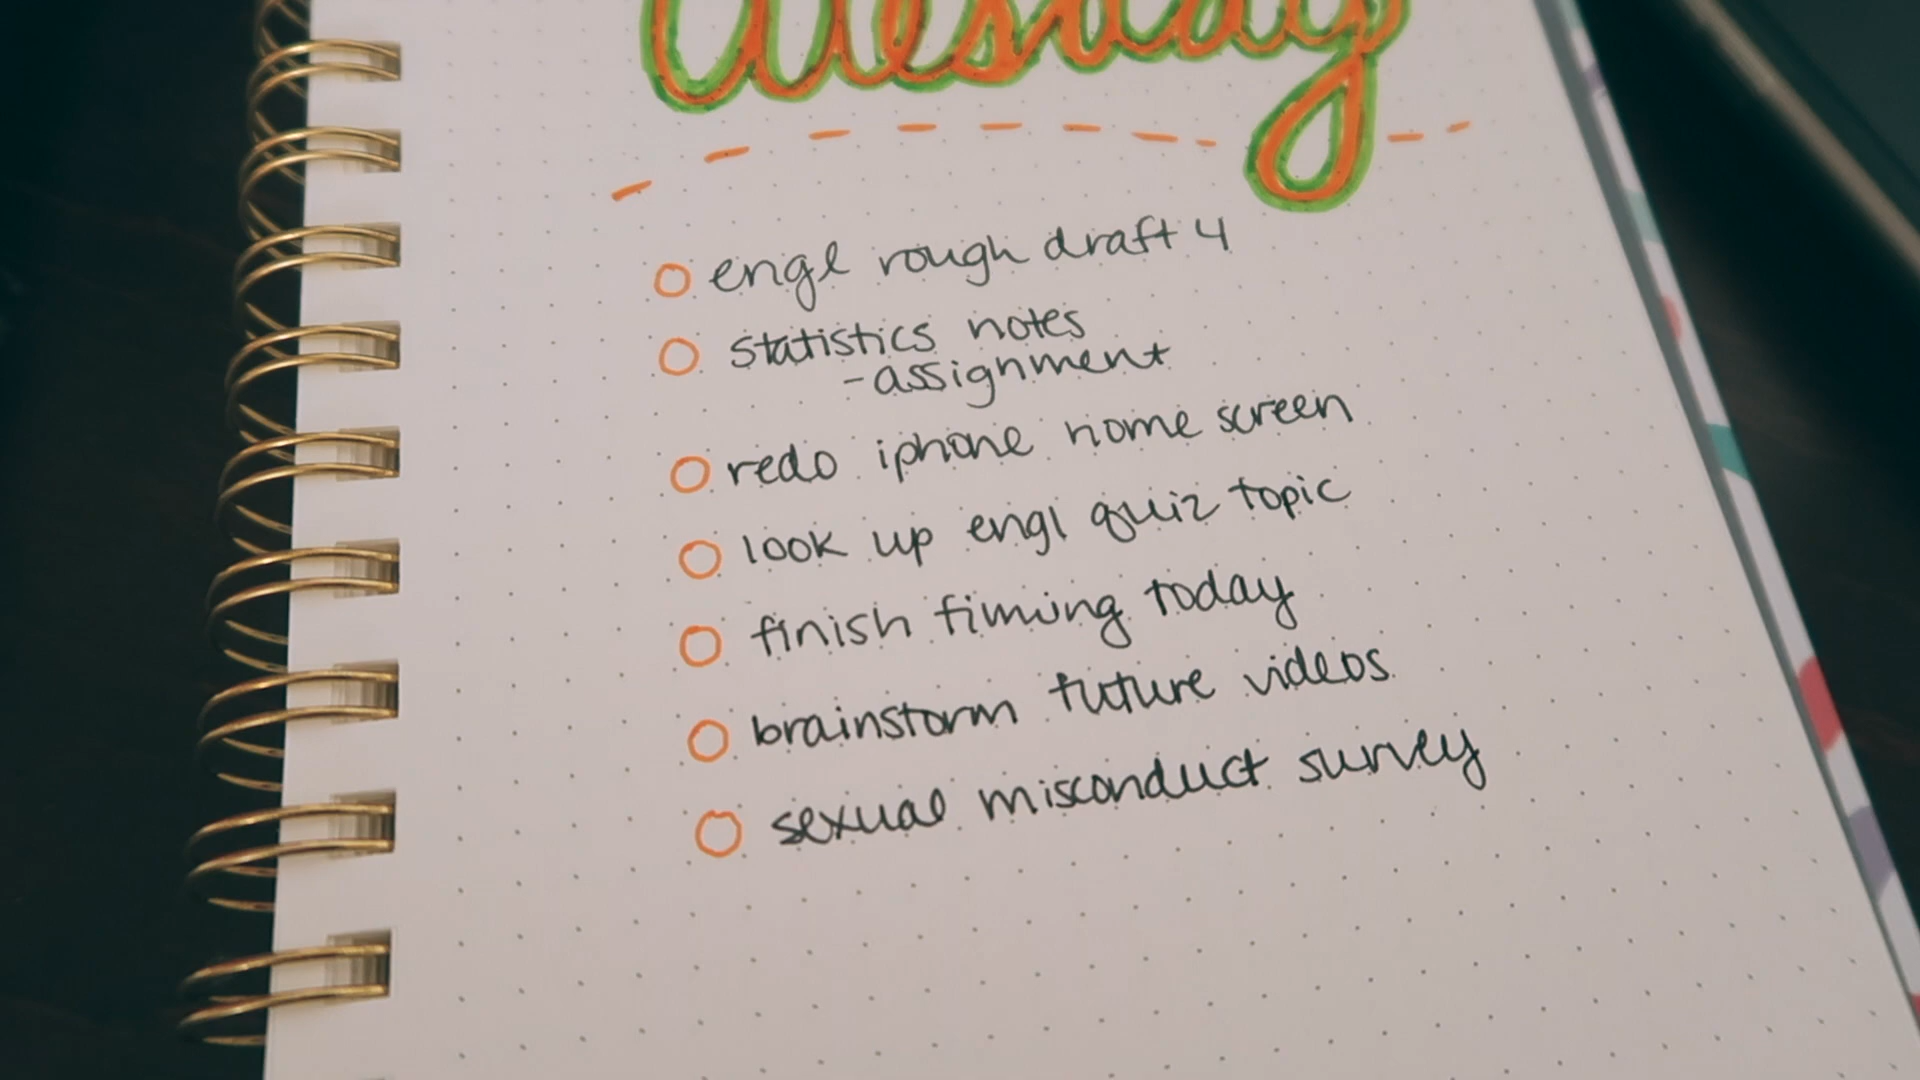 Tuesday
engl rough draft 4
statistics notes
-assignment
redo iphone home screen
look up engl quiz topic
finish filming today
brainstorm future videos
sexual misconduct survey